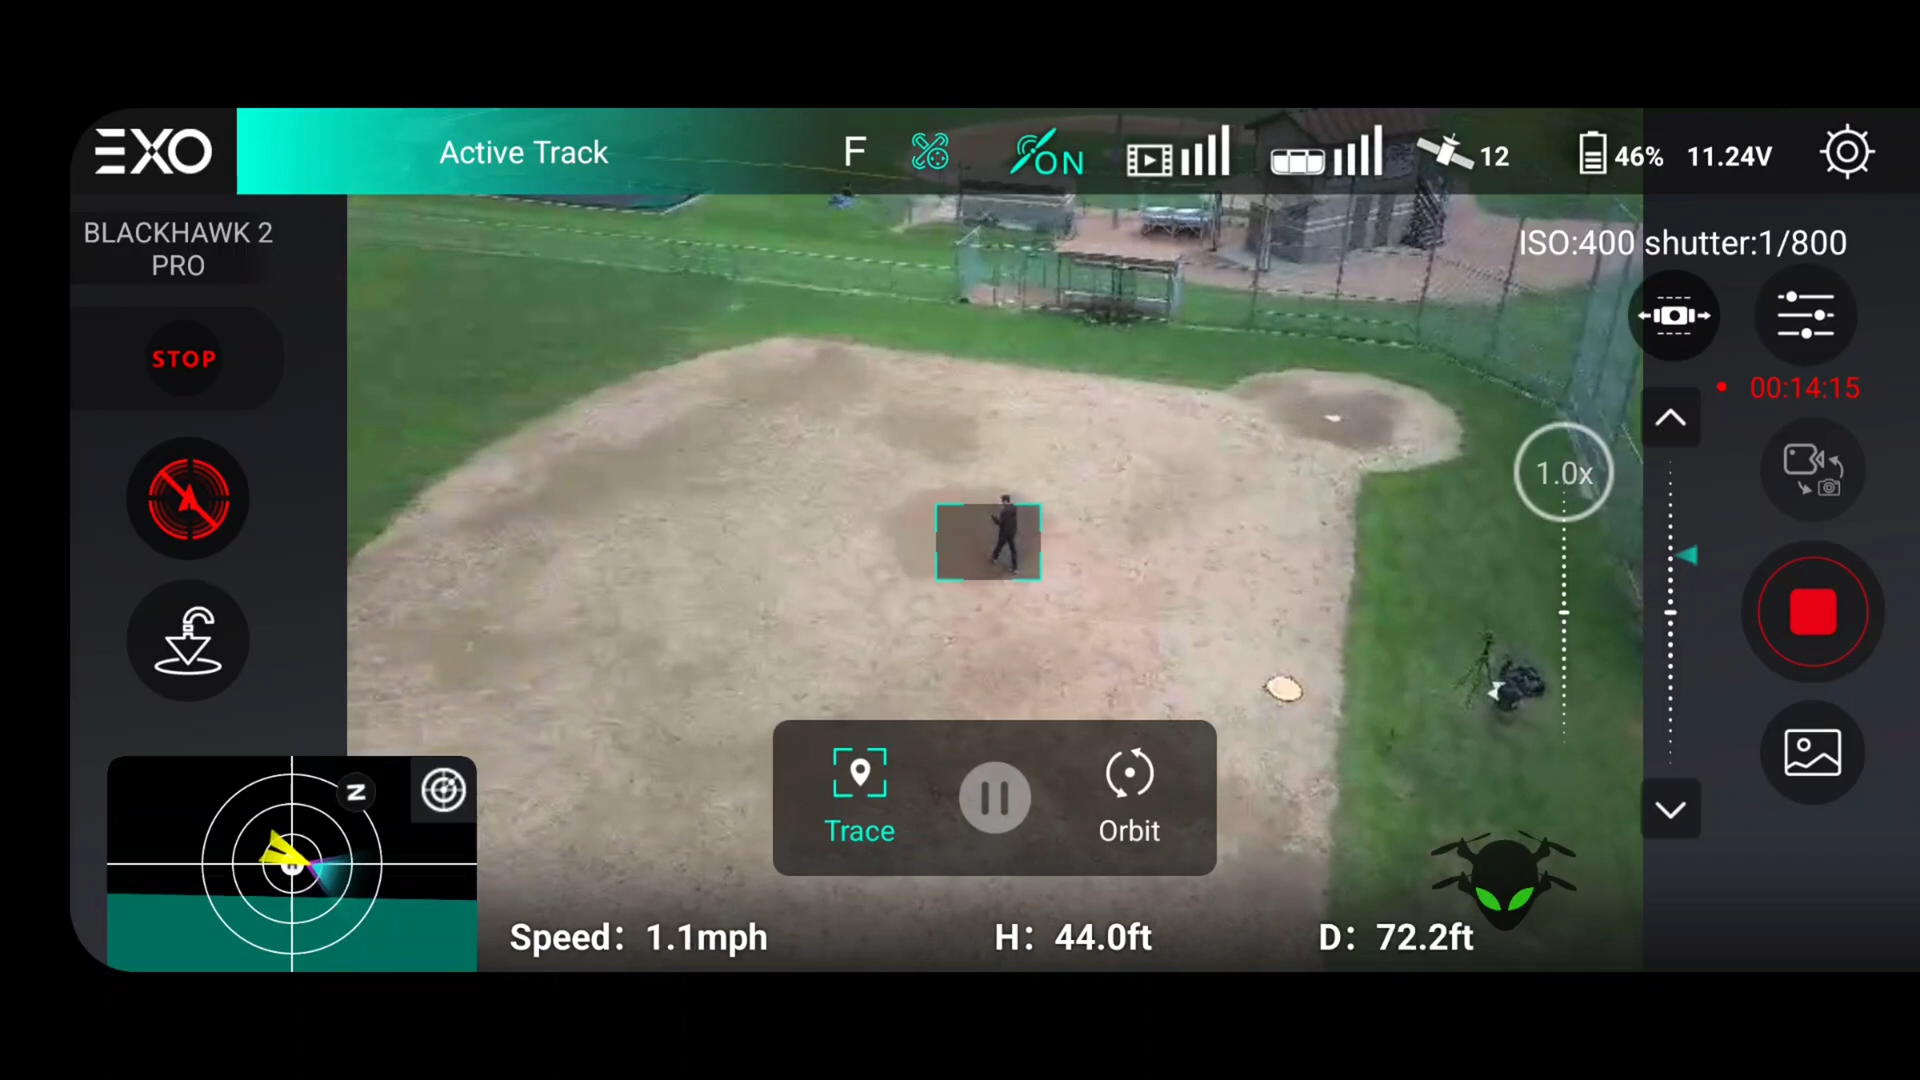 EXO
Active Track
F
ON
12
46%
11.24V
BLACKHAWK 2
PRO
ISO:400 shutter:1/800
STOP
00:14:15
1.0x
N
H
Trace
Orbit
Speed: 1.1mph
H: 44.0ft
D: 72.2ft